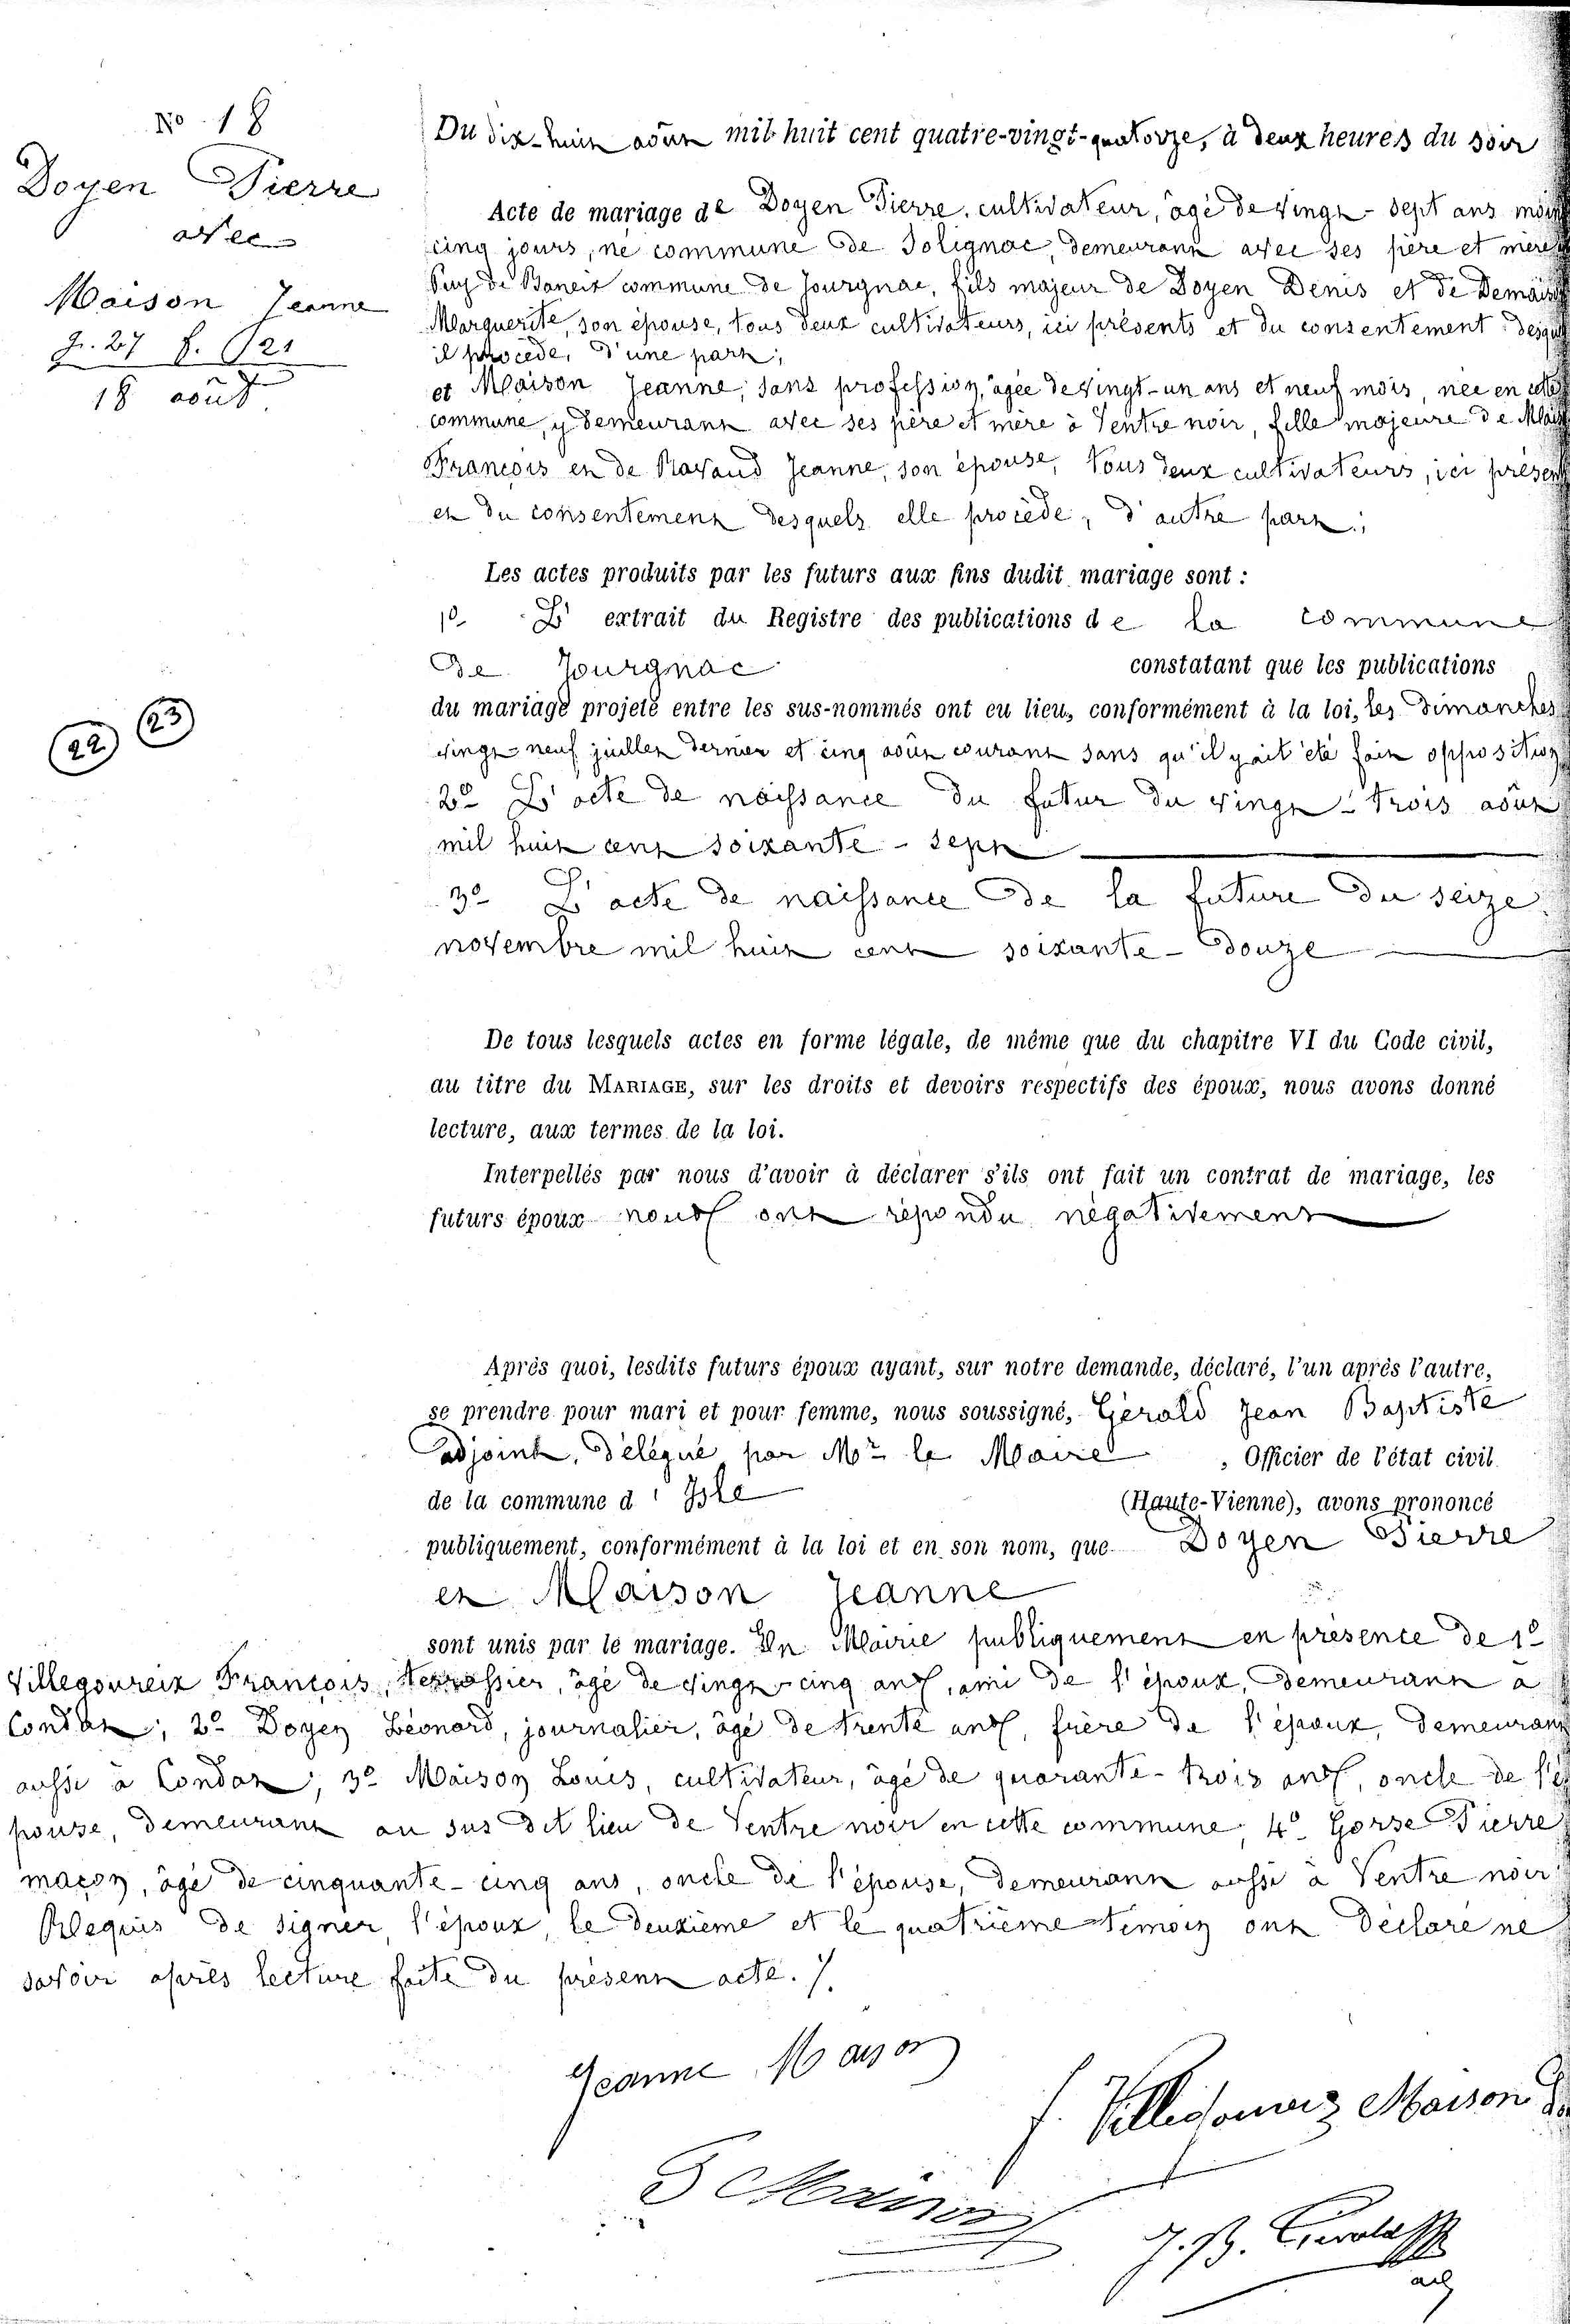 No 18
Doyen Pierre
avec
Maison Jeanne
18 août
22
23
Du dix-huit août mil huit cent quatre-vingt-quatorze, à deux heures du soir
Acte de mariage de Doyen Pierre, cultivateur, âgé de vingt-sept ans moins
cinq jours, né commune de Solignac, demeurant avec ses père et mère
Puy de Baneix commune de Jourgnac, fils majeur de Doyen Denis et de
Marguerite, son épouse, tous deux cultivateurs, ici présents et du consentement desquels
il procède, d'une part;
et Maison Jeanne, sans profession, âgée de vingt-un ans et neuf mois, née en cette
commune, y demeurant avec ses père et mère à Ventre noir, fille majeure de Maison
François et de Ravaud Jeanne, son épouse, tous deux cultivateurs, ici présents
et du consentement desquels elle procède, d'autre part;
Les actes produits par les futurs aux fins dudit mariage sont :
1º L'extrait du Registre des publications de la commune
de Jourgnac constatant que les publications
du mariage projeté entre les sus-nommés ont eu lieu, conformément à la loi, les dimanches
vingt-neuf juillet dernier et cinq août courant sans qu'il y ait été fait opposition
2º L'acte de naissance du futur du vingt-trois août
mil huit cent soixante-sept
3º L'acte de naissance de la future du seize
novembre mil huit cent soixante-douze
De tous lesquels actes en forme légale, de même que du chapitre VI du Code civil,
au titre du MARIAGE, sur les droits et devoirs respectifs des époux, nous avons donné
lecture, aux termes de la loi.
Interpellés par nous d'avoir à déclarer s'ils ont fait un contrat de mariage, les
futurs époux nous ont répondu négativement
Après quoi, lesdits futurs époux ayant, sur notre demande, déclaré, l'un après l'autre,
se prendre pour mari et pour femme, nous soussigné, Gérald Jean Baptiste
adjoint, délégué par Mr le Maire , Officier de l'état civil
de la commune d'Isle (Haute-Vienne), avons prononcé
publiquement, conformément à la loi et en son nom, que Doyen Pierre
et Maison Jeanne
sont unis par le mariage. En Mairie publiquement en présence de 1º
Villegoureix François, terrassier, âgé de vingt-cinq ans, ami de l'époux, demeurant à
Condat; 2º Doyen Léonard, journalier, âgé de trente ans, frère de l'époux, demeurant
aussi à Condat; 3º Maison Louis, cultivateur, âgé de quarante-trois ans, oncle de l'é
pouse, demeurant au sus dit lieu de Ventre noir en cette commune; 4º Gorse Pierre
maçon, âgé de cinquante-cinq ans, oncle de l'épouse, demeurant aussi à Ventre noir
Requis de signer, l'époux, le deuxième et le quatrième témoin ont déclaré ne
savoir après lecture faite du présent acte. /.
Jeanne Maison
f. Villegoureix Maison
Maison
J. B. Gerald
adj